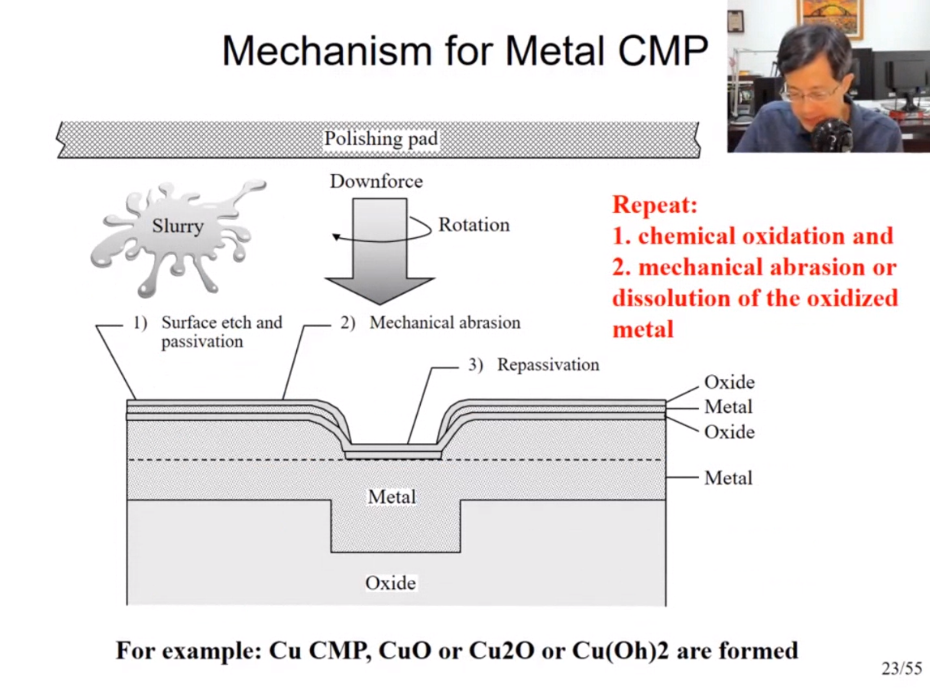 Mechanism for Metal CMP
Polishing pad
Downforce
Slurry
Rotation
Repeat:
1. chemical oxidation and
2. mechanical abrasion or
dissolution of the oxidized
metal
1) Surface etch and
passivation
2) Mechanical abrasion
3) Repassivation
Oxide
Metal
Oxide
Metal
Metal
Oxide
For example: Cu CMP, CuO or Cu2O or Cu(Oh)2 are formed
23/55